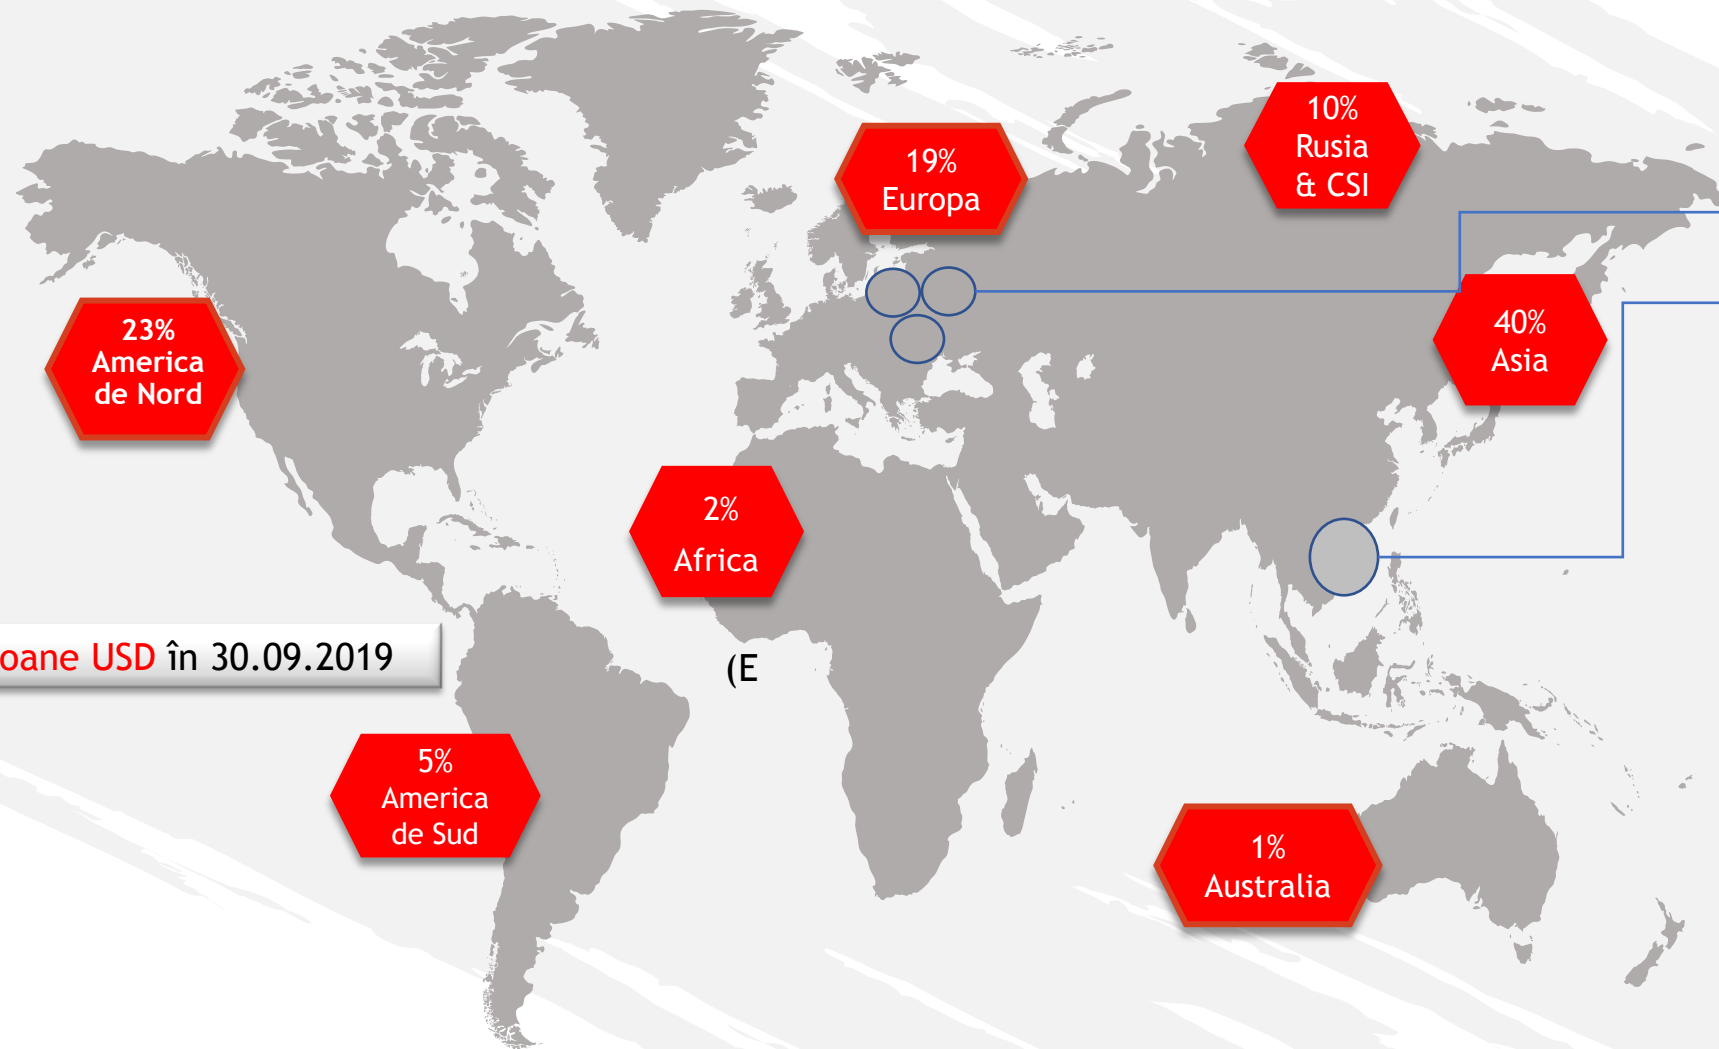 10%
Rusia
& CSI
19%
Europa
23%
America
de Nord
40%
Asia
2%
Africa
oane USD în 30.09.2019
(E
5%
America
de Sud
1%
Australia